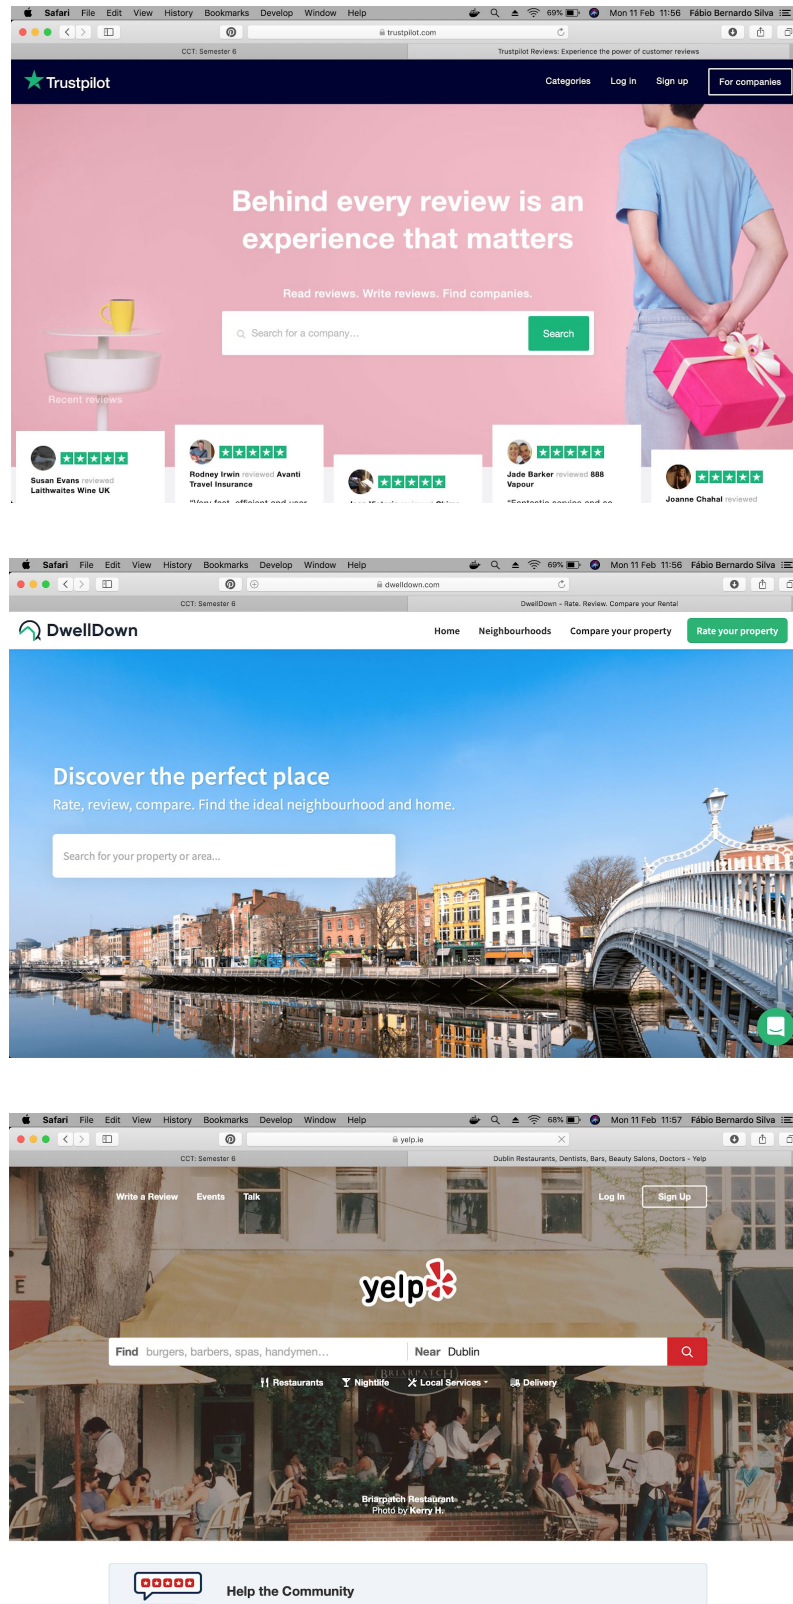 Safari File Edit View History Bookmarks Develop Window Help 69% Mon 11 Feb 11:56 Fábio Bernardo Silva
trustpilot.com
CCT: Semester 6 Trustpilot Reviews: Experience the power of customer reviews
Trustpilot Categories Log in Sign up For companies
Behind every review is an
experience that matters
Read reviews. Write reviews. Find companies.
Search for a company... Search
Recent reviews
Susan Evans reviewed
Laithwaites Wine UK
Rodney Irwin reviewed Avanti
Travel Insurance
Jade Barker reviewed 888
Vapour
Joanne Chahal reviewed
Safari File Edit View History Bookmarks Develop Window Help 69% Mon 11 Feb 11:56 Fábio Bernardo Silva
dwelldown.com
CCT: Semester 6 DwellDown - Rate. Review. Compare your Rental
DwellDown Home Neighbourhoods Compare your property Rate your property
Discover the perfect place
Rate, review, compare. Find the ideal neighbourhood and home.
Search for your property or area...
Safari File Edit View History Bookmarks Develop Window Help 68% Mon 11 Feb 11:57 Fábio Bernardo Silva
yelp.ie
CCT: Semester 6 Dublin Restaurants, Dentists, Bars, Beauty Salons, Doctors - Yelp
Write a Review Events Talk Log In Sign Up
yelp
Find burgers, barbers, spas, handymen... Near Dublin
BRIARPATCH
Restaurants Nightlife Local Services Delivery
Briarpatch Restaurant
Photo by Kerry H.
Help the Community